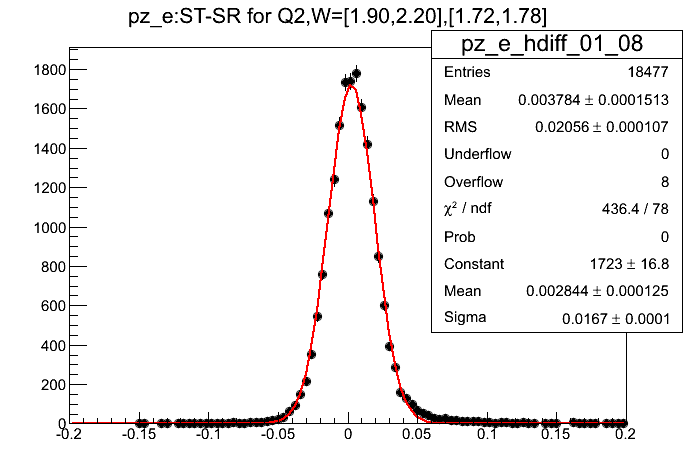 pz_e:ST-SR for Q2,W=[1.90,2.20],[1.72,1.78]
pz_e_hdiff_01_08
Entries 18477
Mean 0.003784 ± 0.0001513
RMS 0.02056 ± 0.000107
Underflow 0
Overflow 8
χ² / ndf 436.4 / 78
Prob 0
Constant 1723 ± 16.8
Mean 0.002844 ± 0.000125
Sigma 0.0167 ± 0.0001
1800
1600
1400
1200
1000
800
600
400
200
0
-0.2 -0.15 -0.1 -0.05 0 0.05 0.1 0.15 0.2